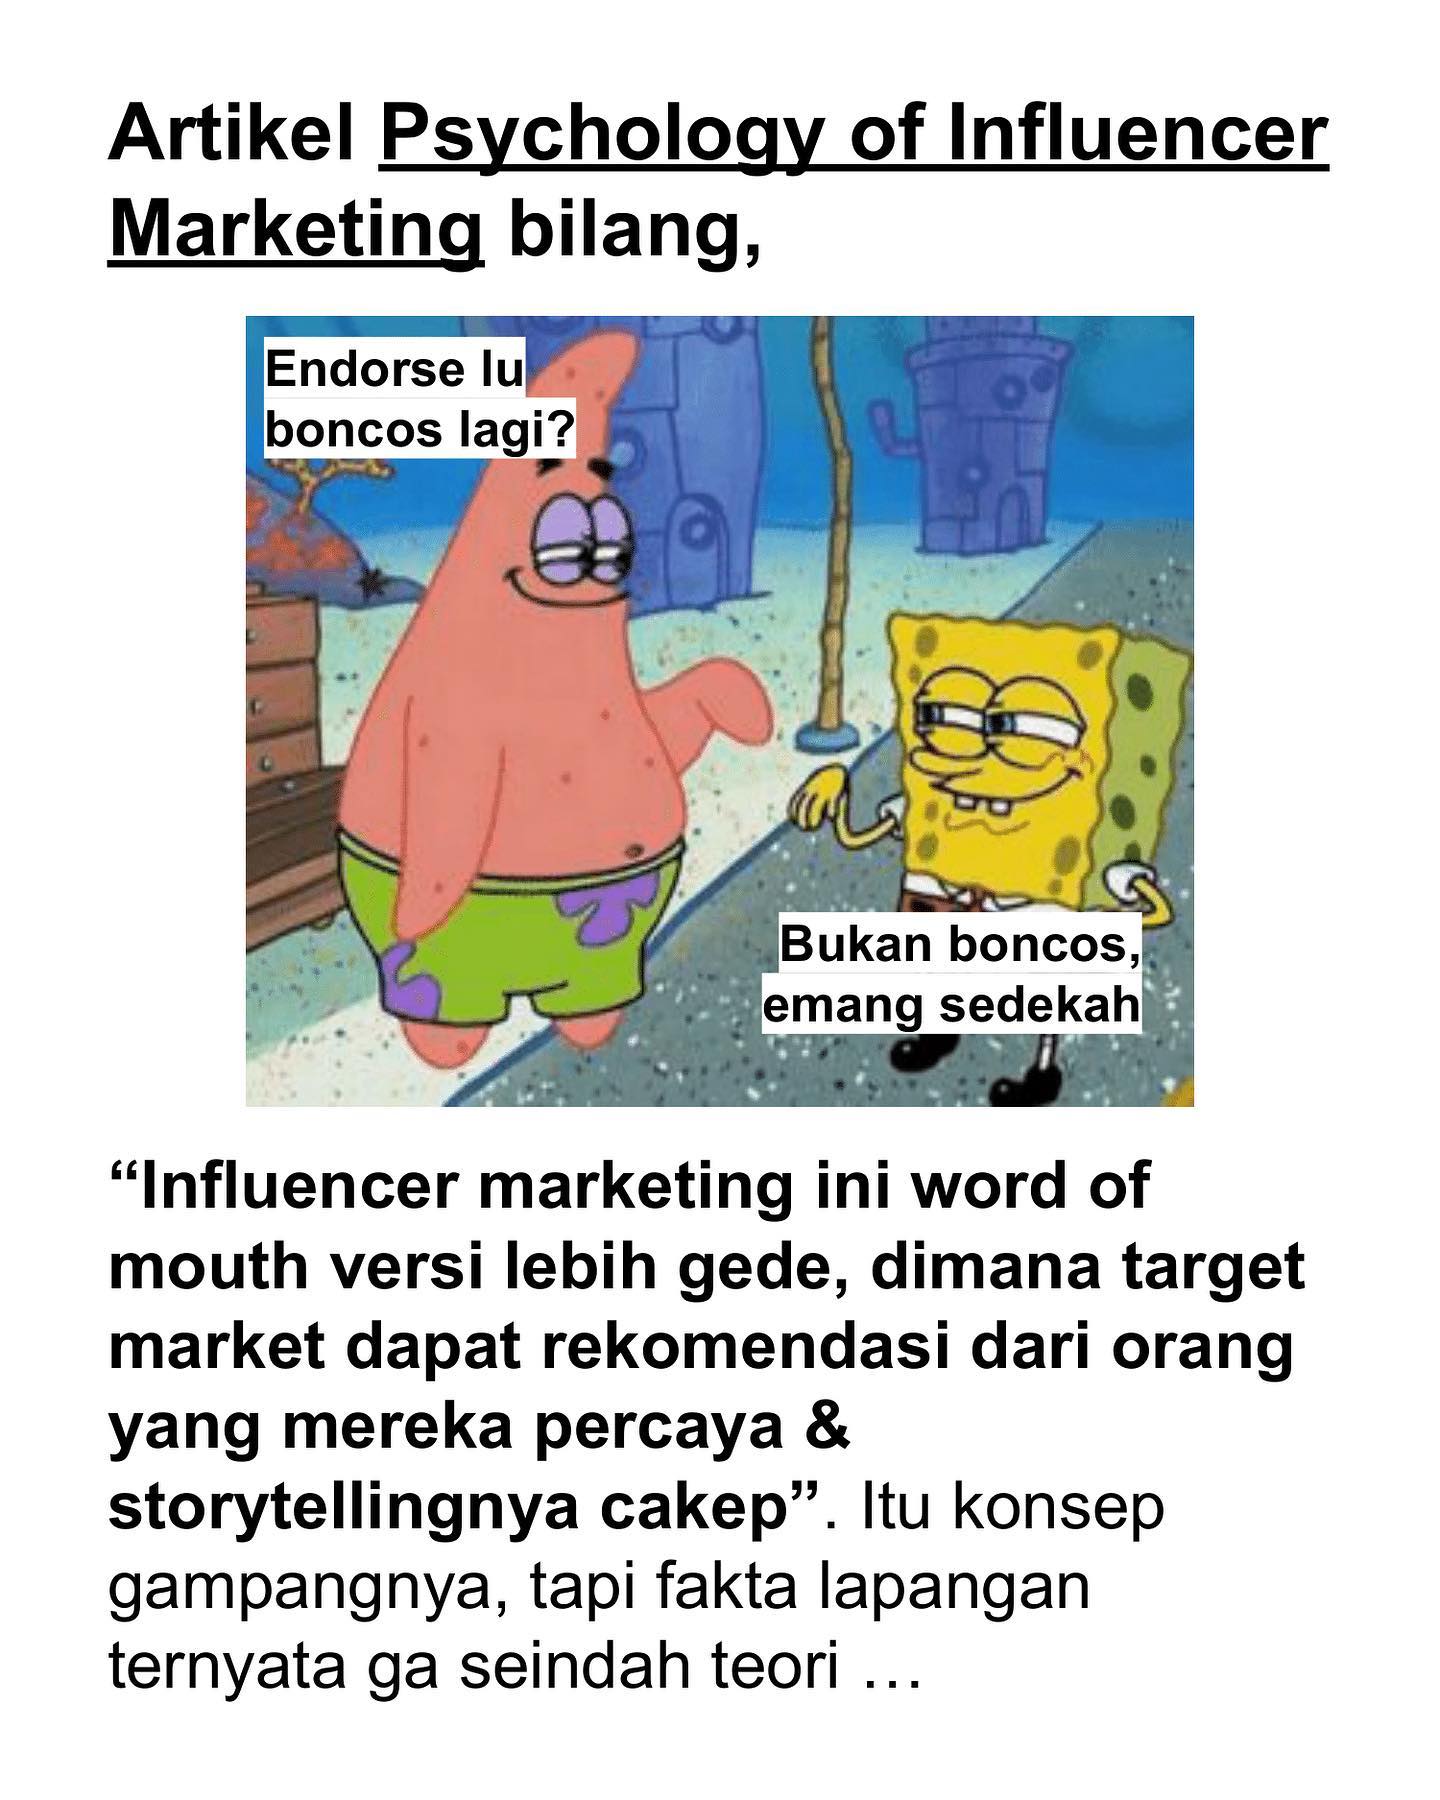 Artikel Psychology of Influencer
Marketing bilang,
Endorse lu
boncos lagi?
Bukan boncos,
emang sedekah
“Influencer marketing ini word of
mouth versi lebih gede, dimana target
market dapat rekomendasi dari orang
yang mereka percaya &
storytellingnya cakep”. Itu konsep
gampangnya, tapi fakta lapangan
ternyata ga seindah teori …